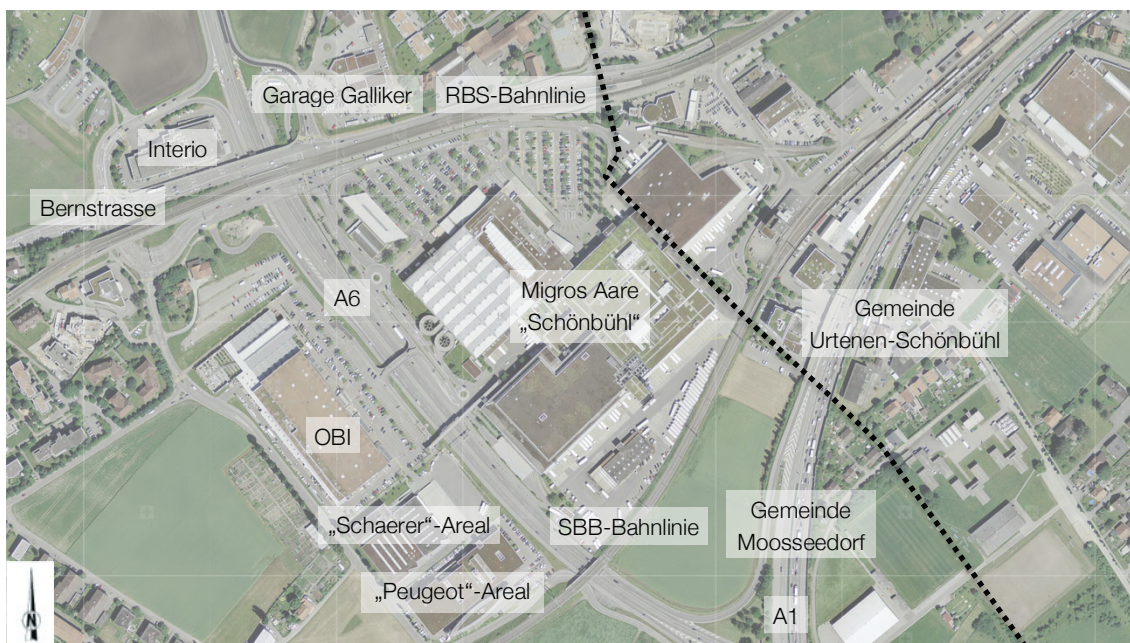 Garage Galliker
RBS-Bahnlinie
Interio
Bernstrasse
A6
Migros Aare
„Schönbühl“
Gemeinde
Urtenen-Schönbühl
OBI
„Schaerer“-Areal
SBB-Bahnlinie
Gemeinde
Moosseedorf
„Peugeot“-Areal
A1
N